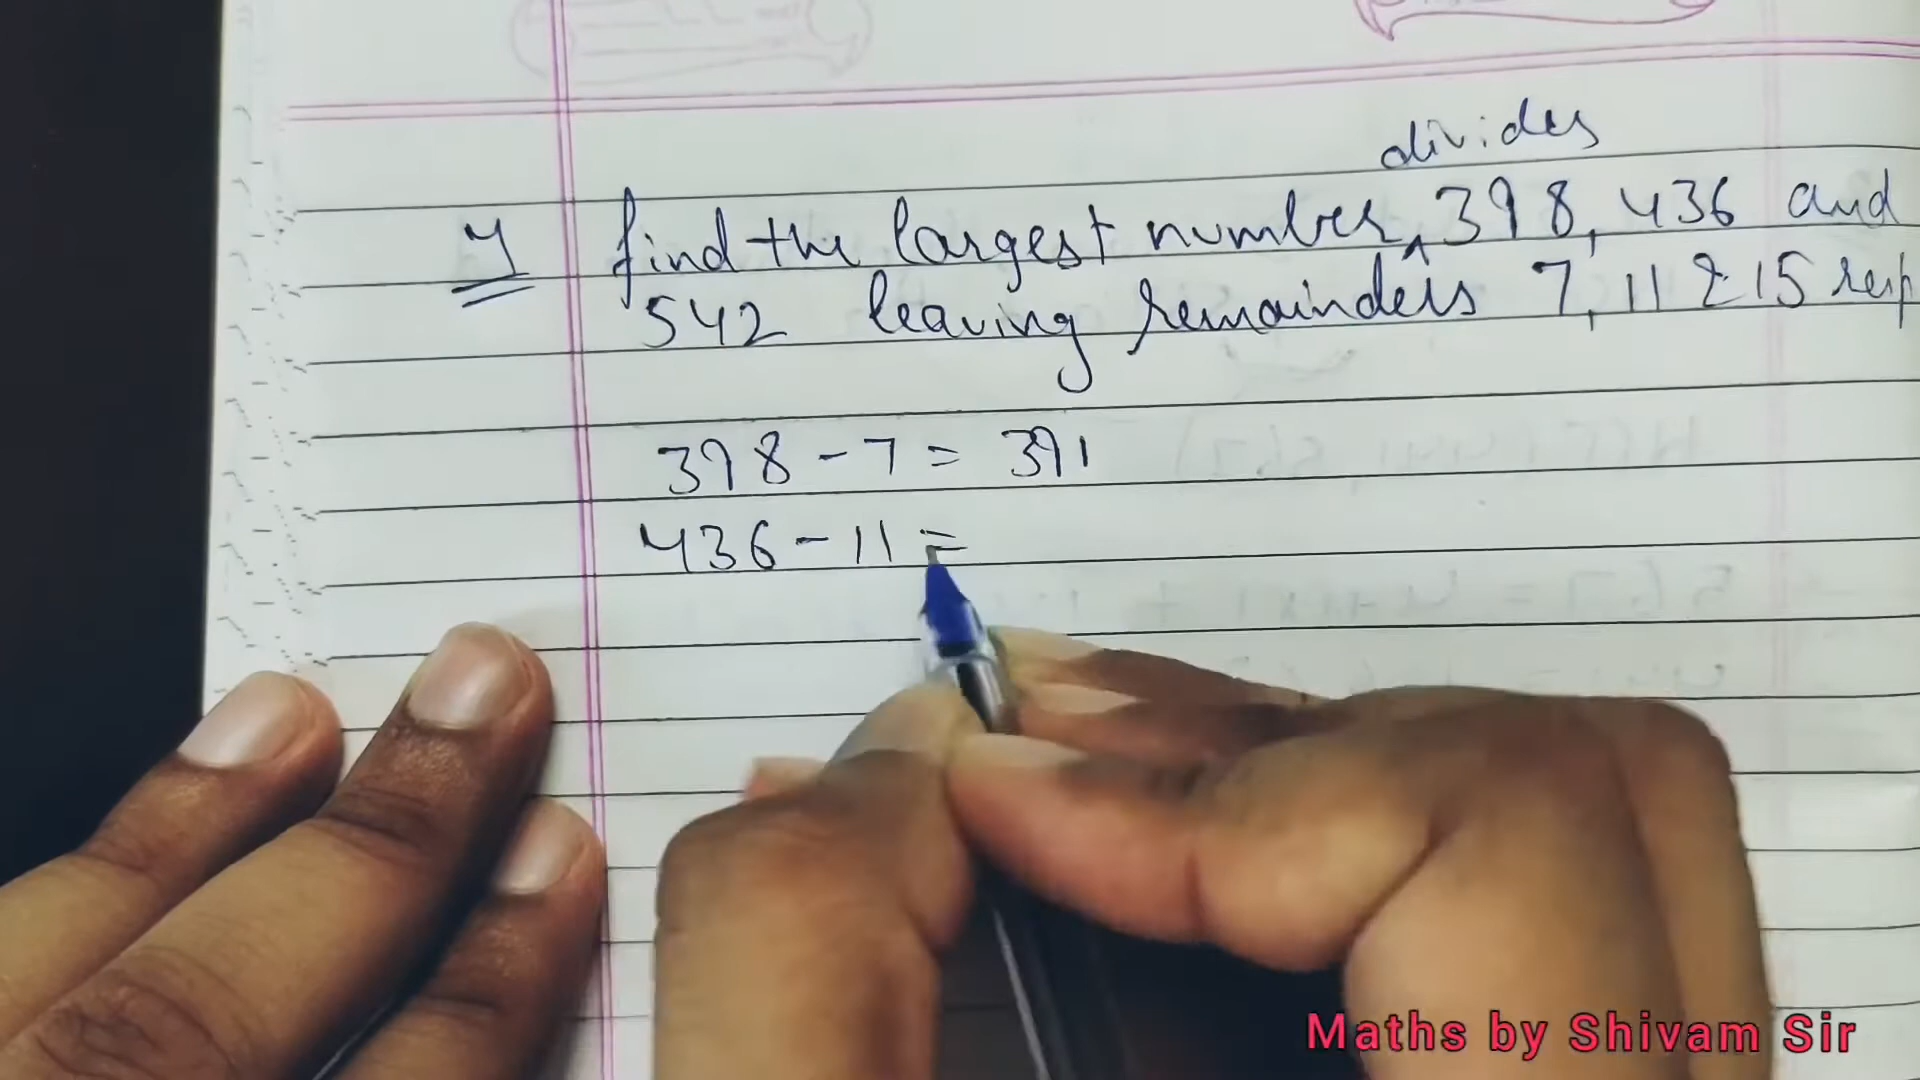 divides
4 find the largest number ^ 398, 436 and
542 leaving remainders 7, 11 & 15 resp
398 - 7 = 391
436 - 11 =
Maths by Shivam Sir